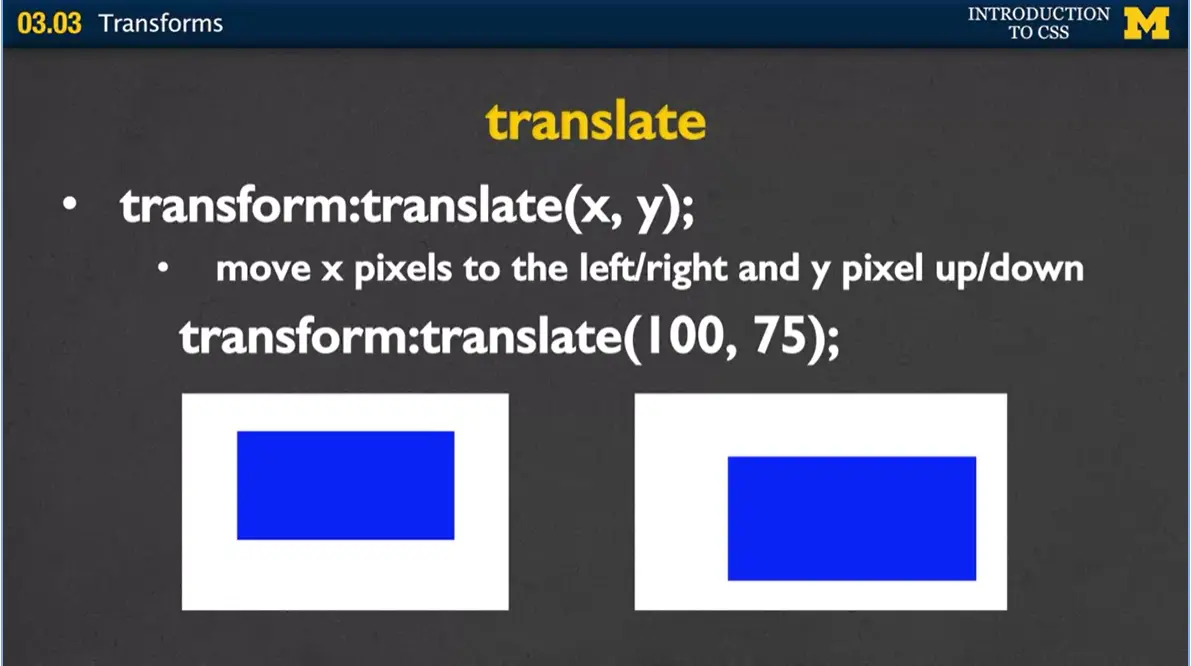 03.03 Transforms
INTRODUCTION
TO CSS
M
translate
• transform:translate(x, y);
• move x pixels to the left/right and y pixel up/down
transform:translate(100, 75);